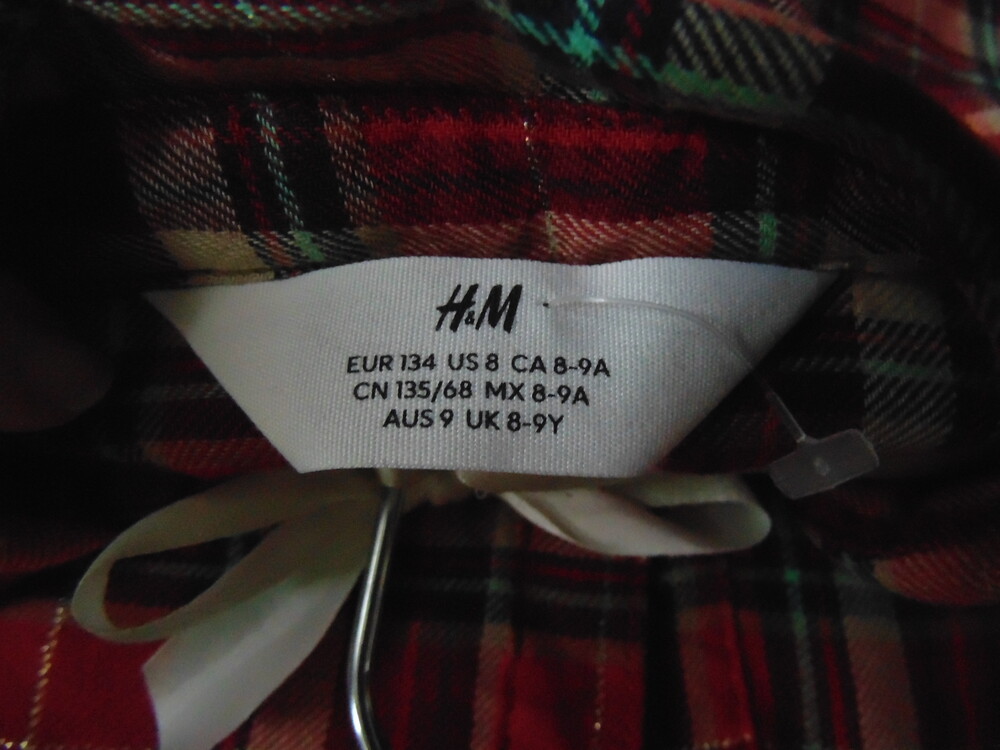 H&M
EUR 134 US 8 CA 8-9A
CN 135/68 MX 8-9A
AUS 9 UK 8-9Y